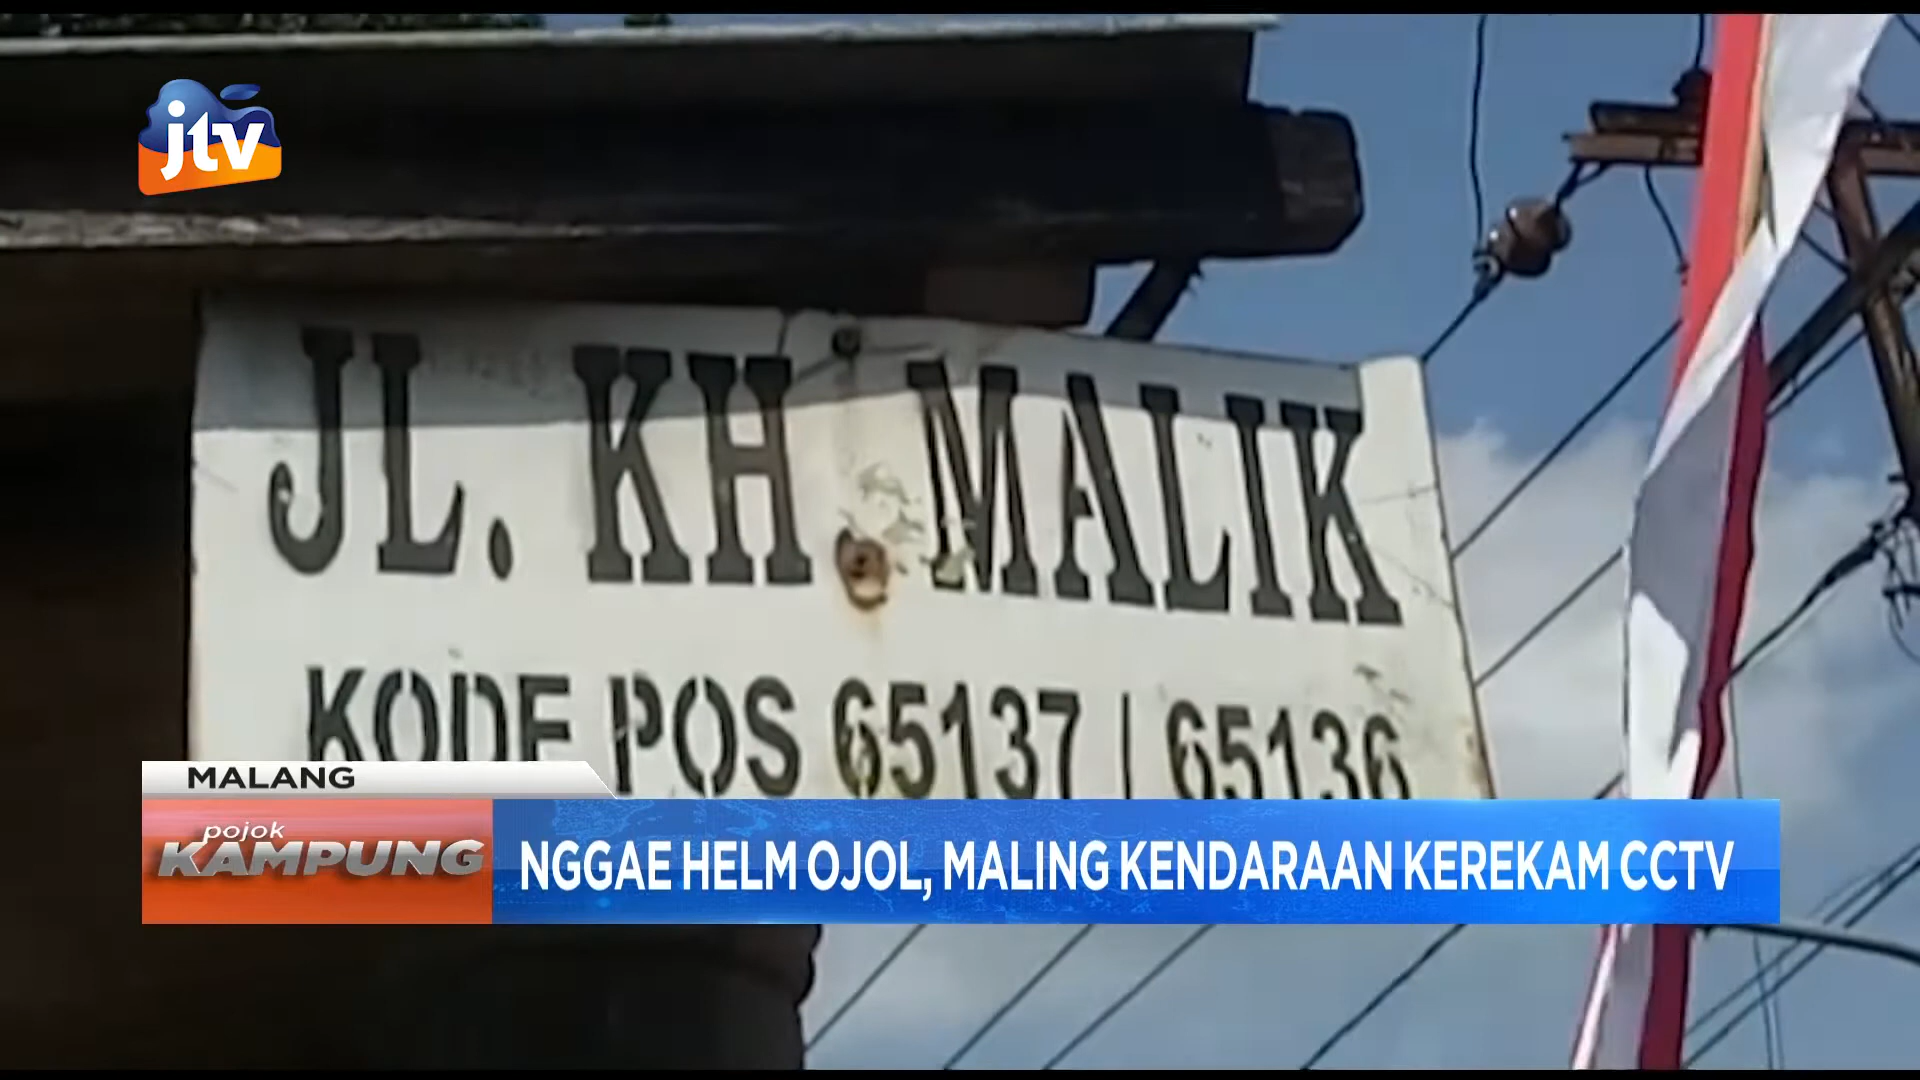 jtv
JL. KH MALIK
KODE POS 65137 | 65136
MALANG
pojok
KAMPUNG
NGGAE HELM OJOL, MALING KENDARAAN KEREKAM CCTV